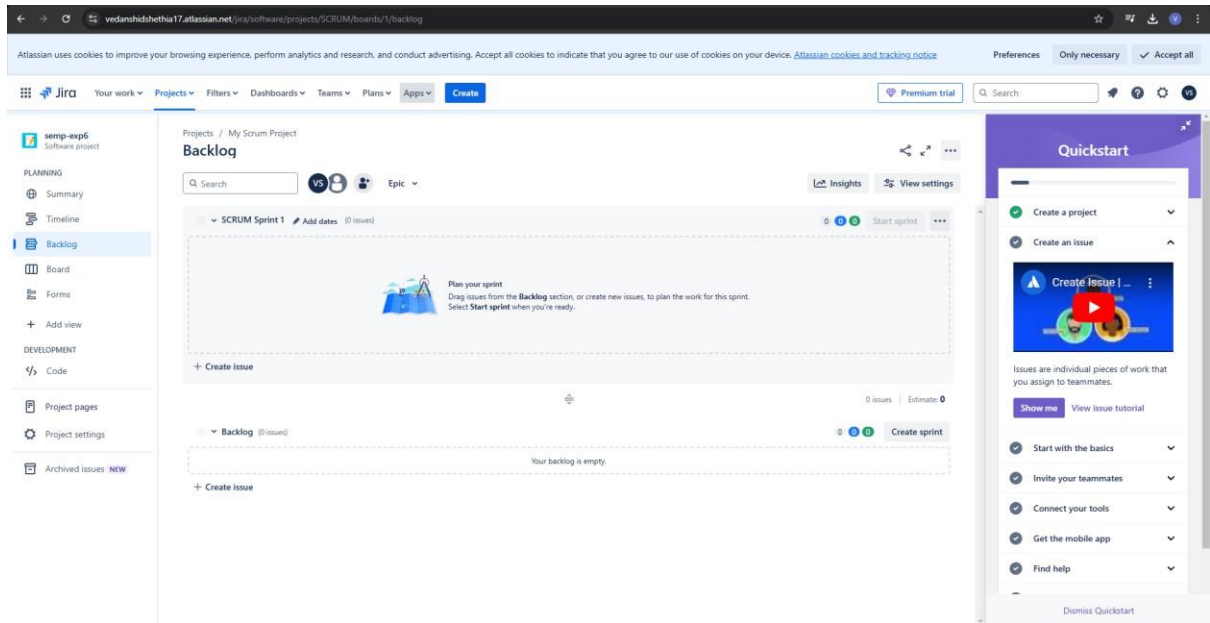 vedanshidshethia17.atlassian.net/jira/software/projects/SCRUM/boards/1/backlog
Atlassian uses cookies to improve your browsing experience, perform analytics and research, and conduct advertising. Accept all cookies to indicate that you agree to our use of cookies on your device. Atlassian cookies and tracking notice
Preferences Only necessary Accept all
Jira Your work Projects Filters Dashboards Teams Plans Apps Create Premium trial Search VS
semp-exp6
Software project
PLANNING
Summary
Timeline
Backlog
Board
Forms
+ Add view
DEVELOPMENT
Code
Project pages
Project settings
Archived issues NEW
Projects / My Scrum Project
Backlog
Search VS Epic Insights View settings
SCRUM Sprint 1 Add dates (0 issues) 0 0 0 Start sprint
Plan your sprint
Drag issues from the Backlog section, or create new issues, to plan the work for this sprint.
Select Start sprint when you're ready.
+ Create issue
0 issues Estimate: 0
Backlog (0 issues) 0 0 0 Create sprint
Your backlog is empty.
+ Create issue
Quickstart
Create a project
Create an issue
Create Issue | ...
Issues are individual pieces of work that
you assign to teammates.
Show me View issue tutorial
Start with the basics
Invite your teammates
Connect your tools
Get the mobile app
Find help
Dismiss Quickstart